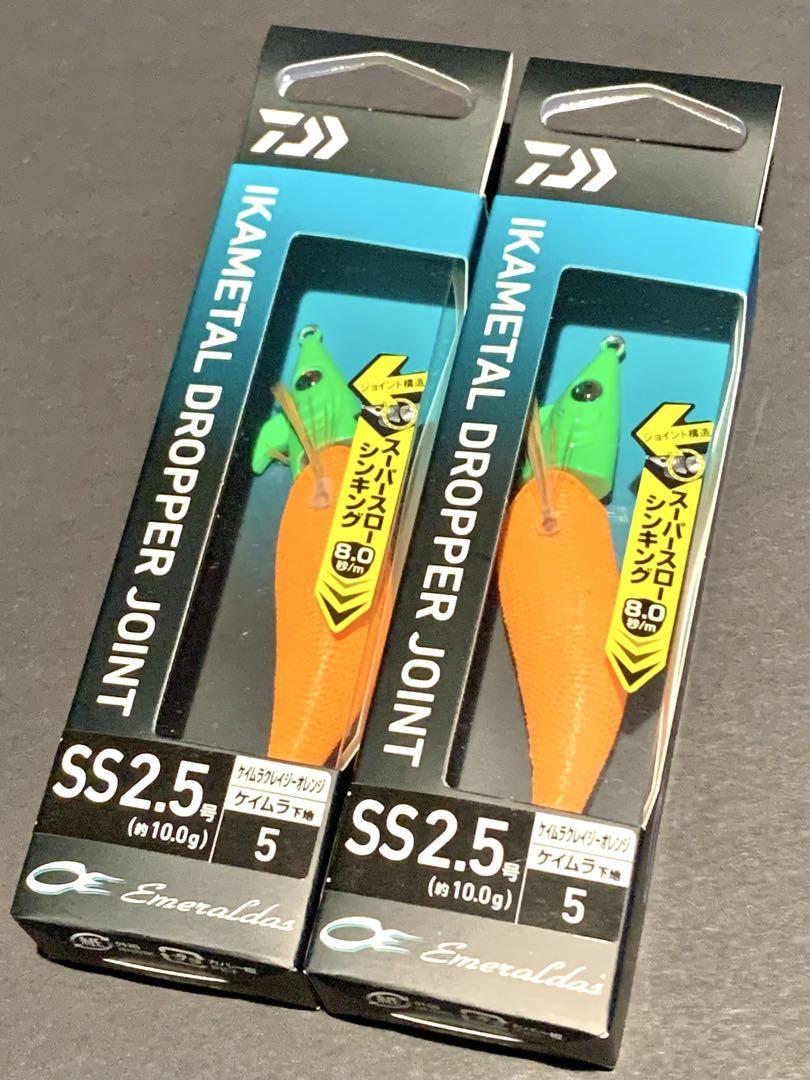 IKAMETAL DROPPER JOINT
ジョイント構造
スーパースロー
シンキング
8.0
秒/m
SS2.5号
(約10.0g)
ケイムラクレイジーオレンジ
ケイムラ下地
5
Emeraldas
IKAMETAL DROPPER JOINT
ジョイント構造
スーパースロー
シンキング
8.0
秒/m
SS2.5号
(約10.0g)
ケイムラクレイジーオレンジ
ケイムラ下地
5
Emeraldas